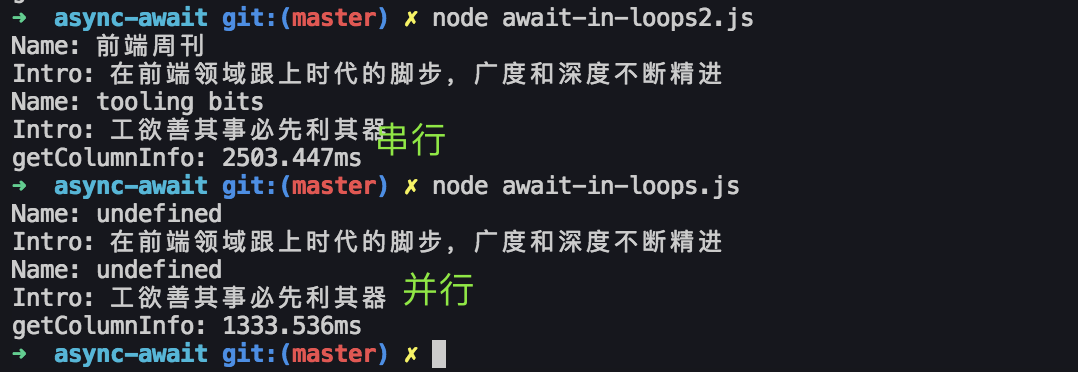 ➜  async-await git:(master) ✗ node await-in-loops2.js
Name: 前端周刊
Intro: 在前端领域跟上时代的脚步，广度和深度不断精进
Name: tooling bits
Intro: 工欲善其事必先利其器
串行
getColumnInfo: 2503.447ms
➜  async-await git:(master) ✗ node await-in-loops.js
Name: undefined
Intro: 在前端领域跟上时代的脚步，广度和深度不断精进
Name: undefined
Intro: 工欲善其事必先利其器
并行
getColumnInfo: 1333.536ms
➜  async-await git:(master) ✗